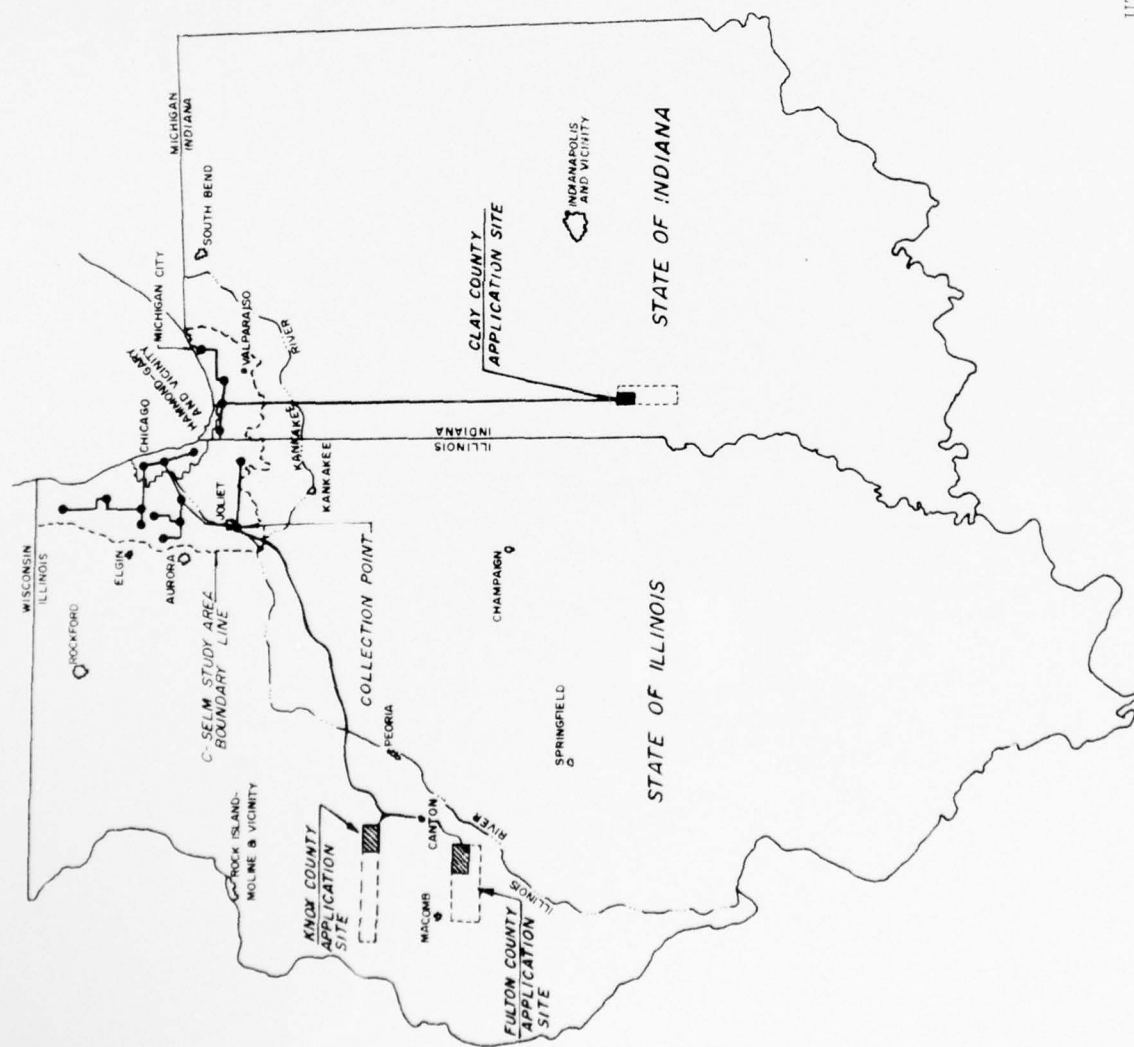 WISCONSIN
ILLINOIS
ROCKFORD
ELGIN
AURORA
CHICAGO
JOLIET
HAMMOND-GARY
AND VICINITY
MICHIGAN CITY
MICHIGAN
INDIANA
SOUTH BEND
VALPARAISO
KANKAKEE
RIVER
KANKAKEE
C-SELM STUDY AREA
BOUNDARY LINE
ROCK ISLAND-
MOLINE & VICINITY
COLLECTION POINT
KNOX COUNTY
APPLICATION
SITE
PEORIA
CANTON
MACOMB
ILLINOIS
RIVER
FULTON COUNTY
APPLICATION
SITE
CHAMPAIGN
SPRINGFIELD
STATE OF ILLINOIS
ILLINOIS
INDIANA
CLAY COUNTY
APPLICATION SITE
INDIANAPOLIS
AND VICINITY
STATE OF INDIANA